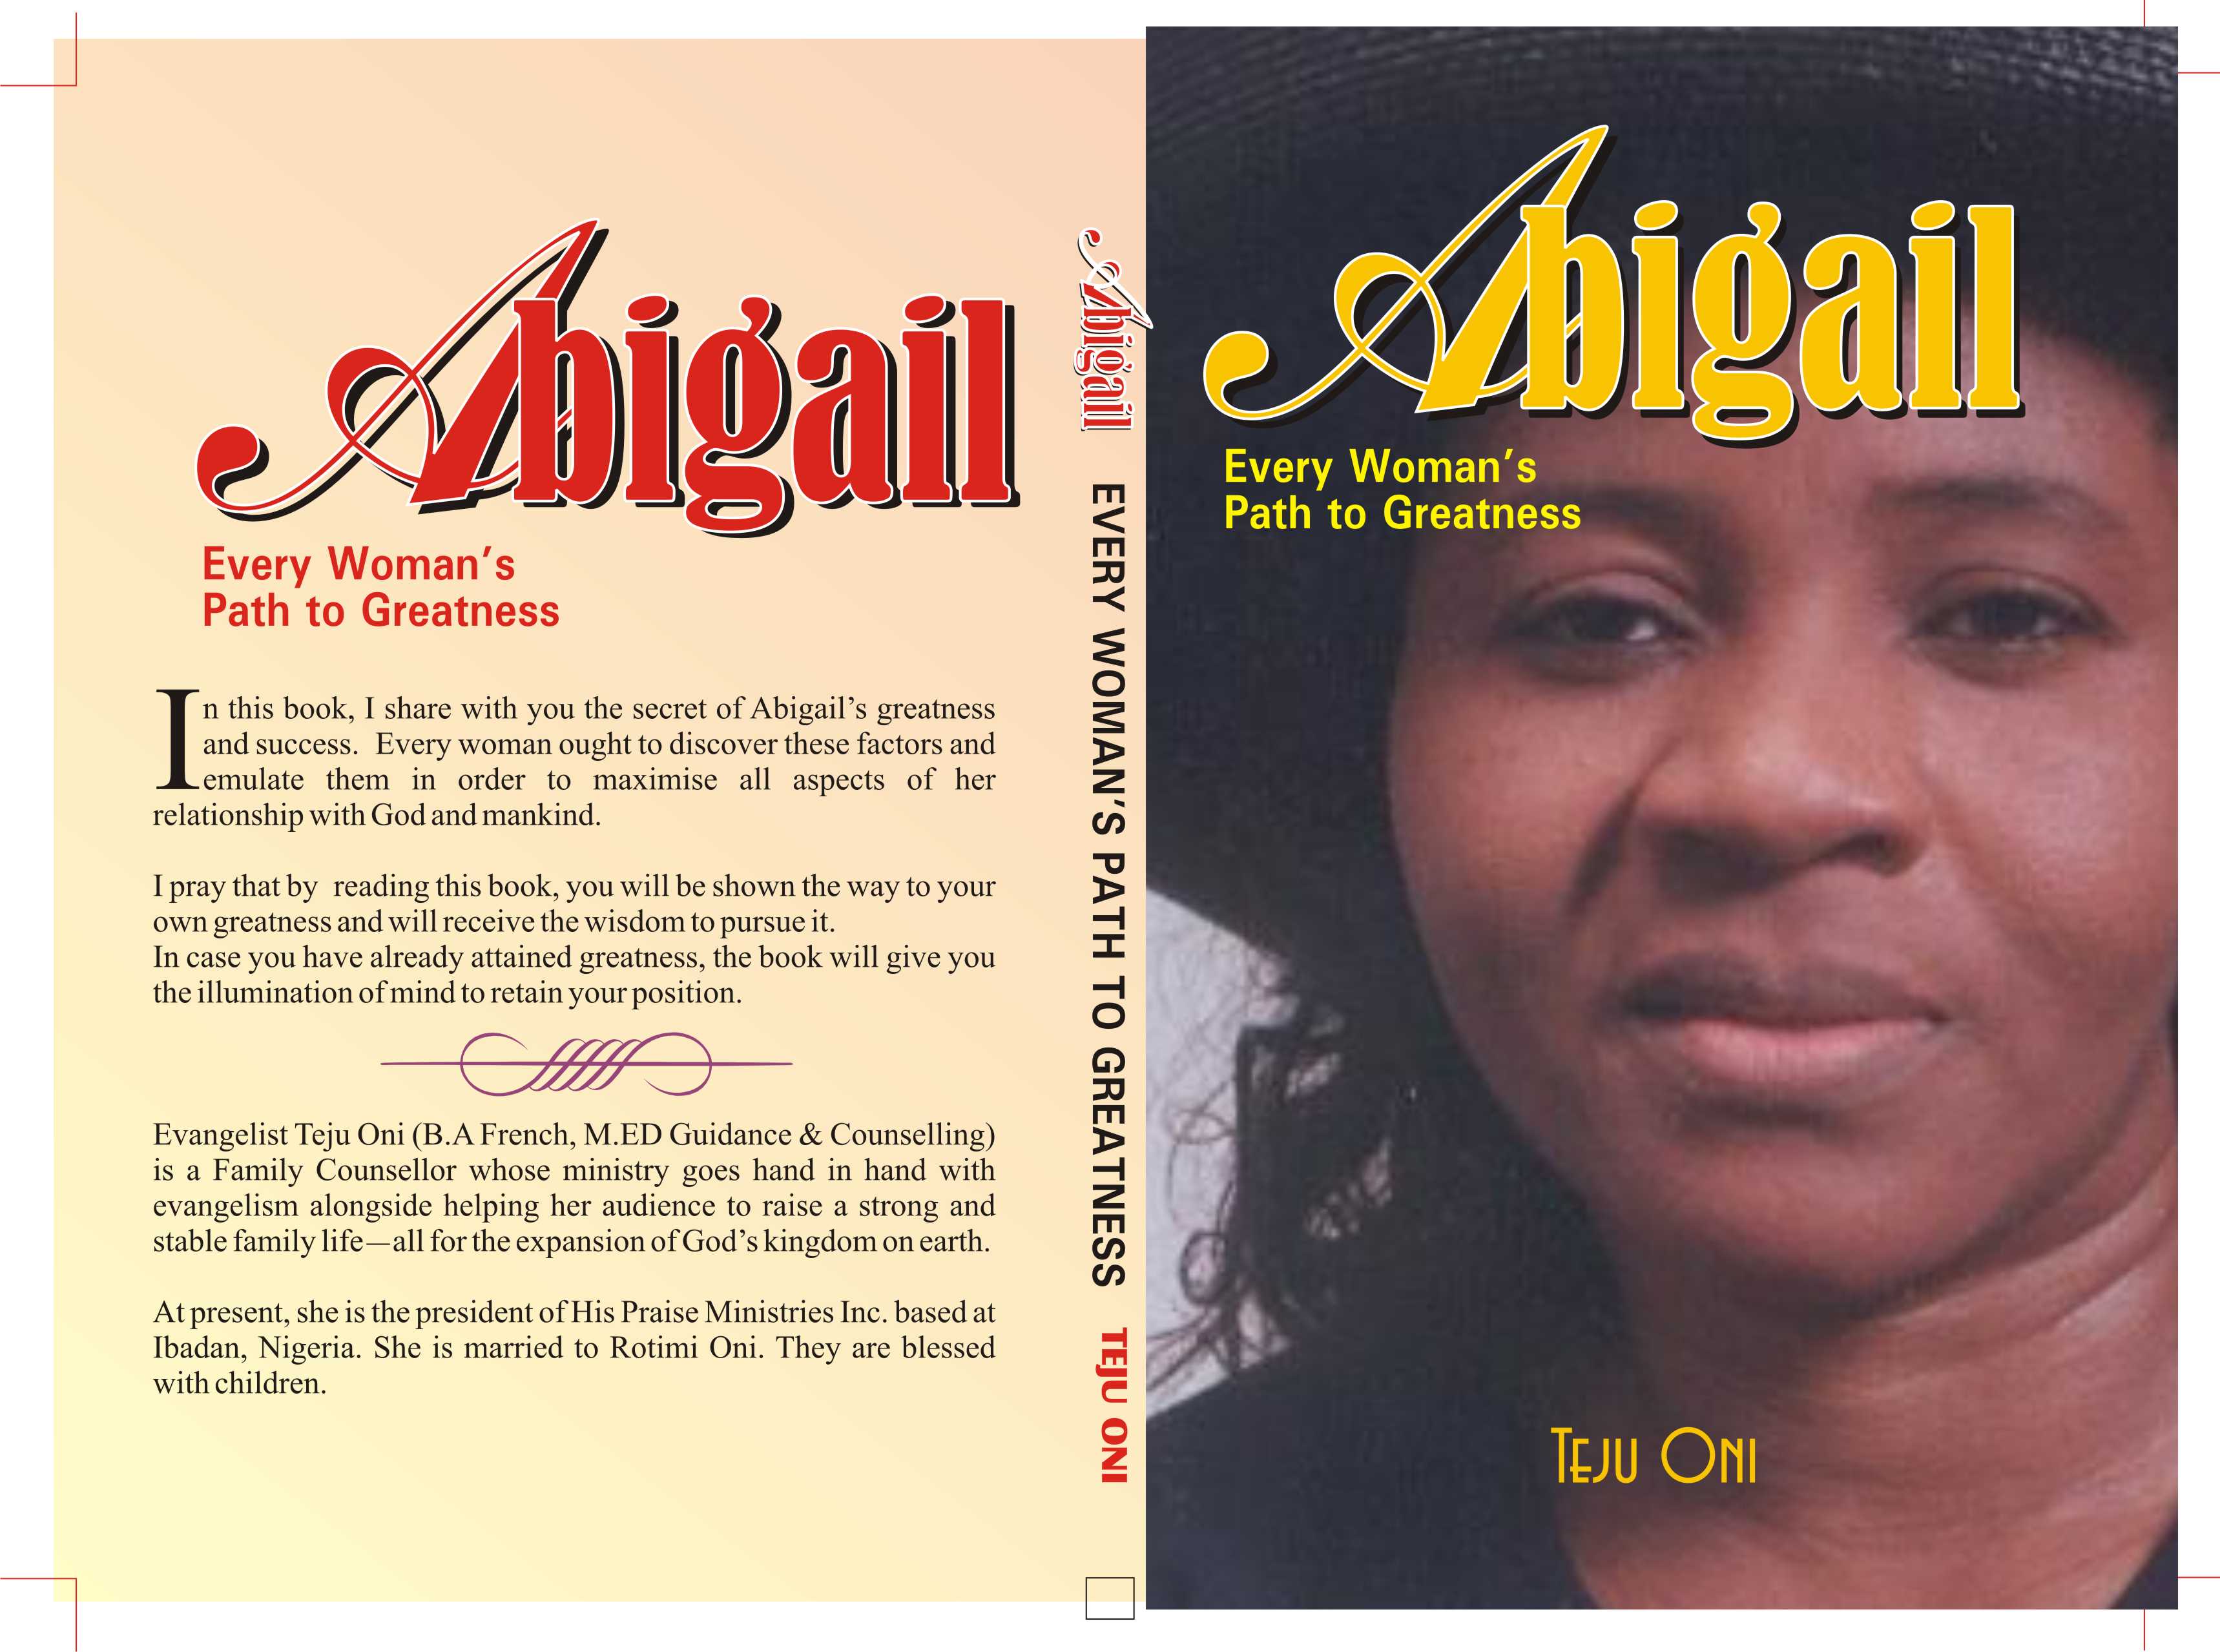 Abigail
Every Woman's
Path to Greatness
In this book, I share with you the secret of Abigail's greatness
and success.  Every woman ought to discover these factors and
emulate them in order to maximise all aspects of her
relationship with God and mankind.
I pray that by  reading this book, you will be shown the way to your
own greatness and will receive the wisdom to pursue it.
In case you have already attained greatness, the book will give you
the illumination of mind to retain your position.
Evangelist Teju Oni (B.A French, M.ED Guidance & Counselling)
is a Family Counsellor whose ministry goes hand in hand with
evangelism alongside helping her audience to raise a strong and
stable family life—all for the expansion of God's kingdom on earth.
At present, she is the president of His Praise Ministries Inc. based at
Ibadan, Nigeria. She is married to Rotimi Oni. They are blessed
with children.
Abigail EVERY WOMAN'S PATH TO GREATNESS TEJU ONI
Abigail
Every Woman's
Path to Greatness
TEJU ONI